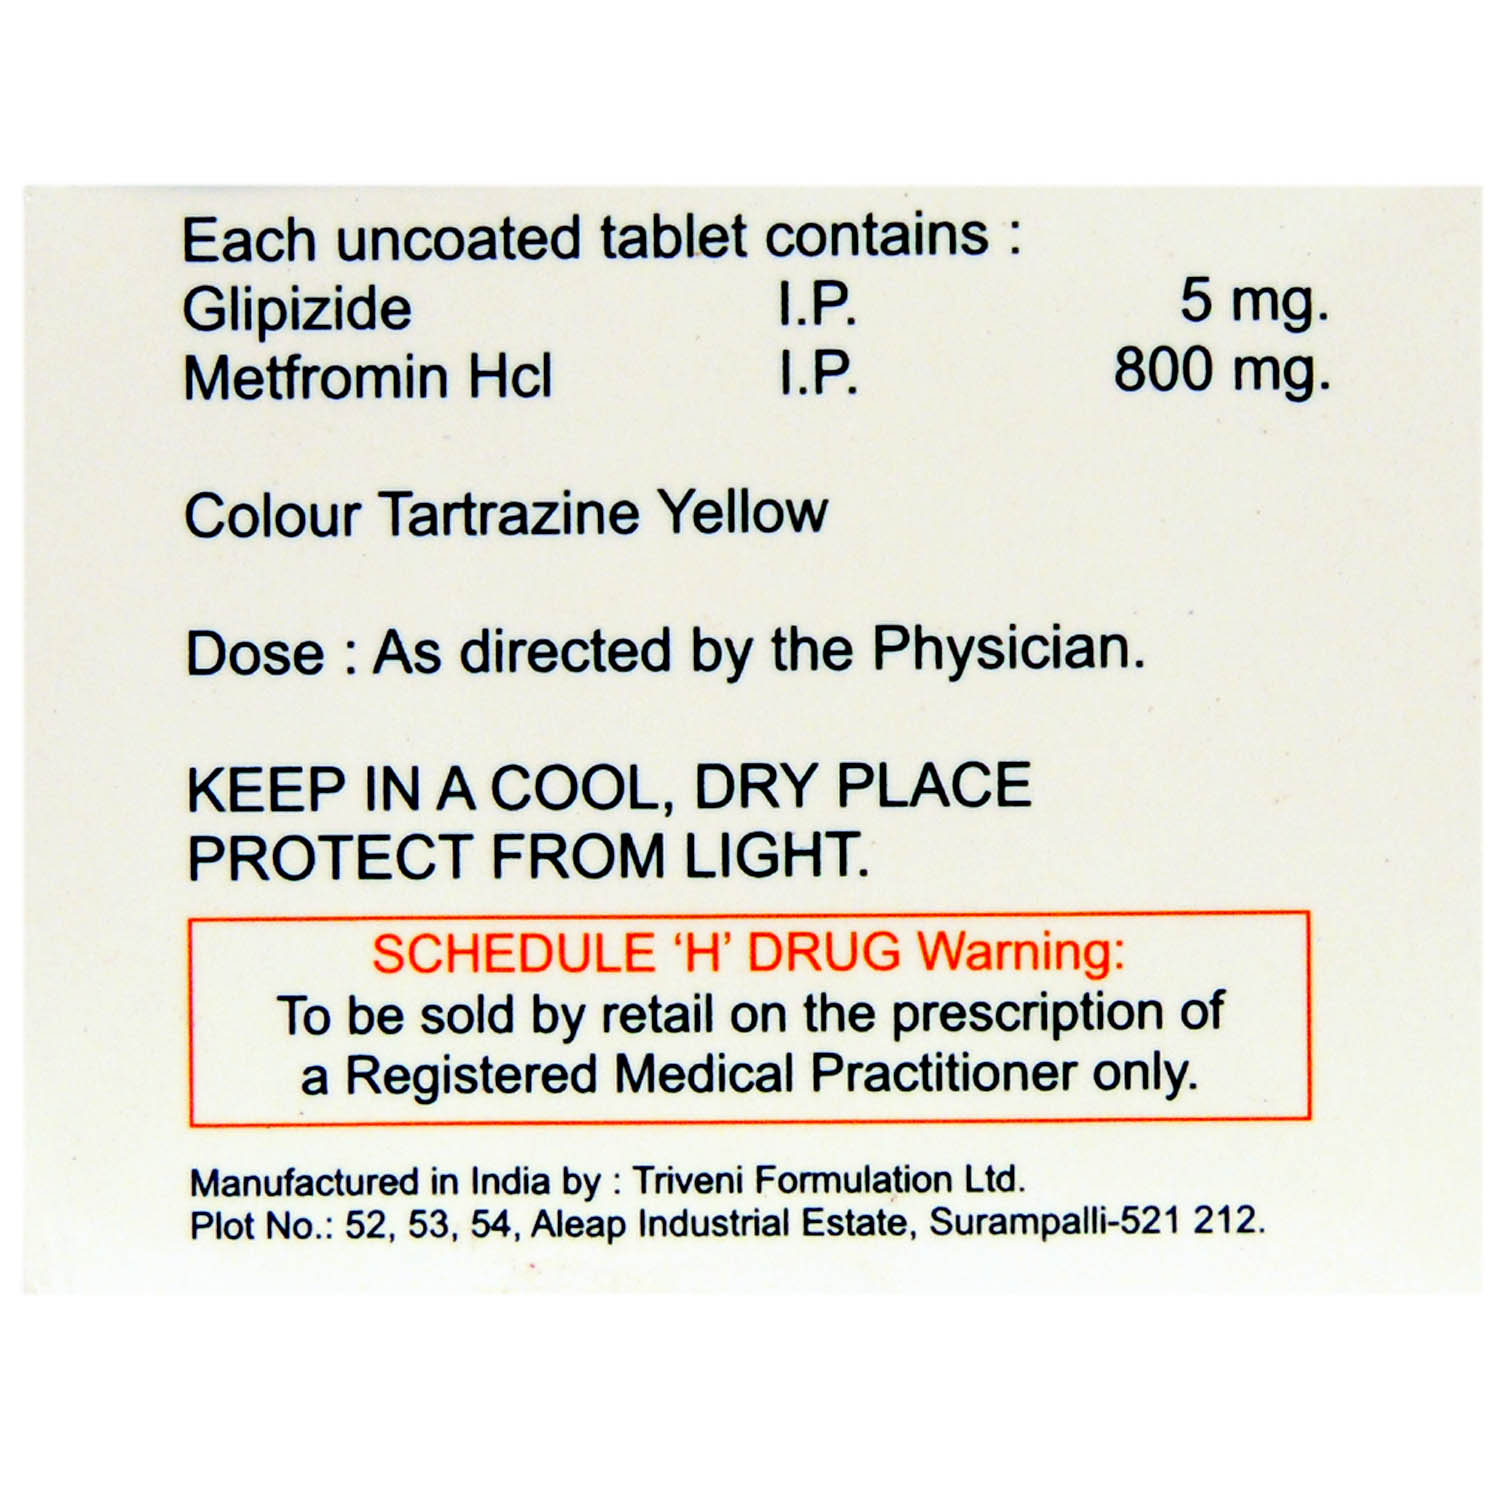 Each uncoated tablet contains :
Glipizide I.P. 5 mg.
Metfromin Hcl I.P. 800 mg.
Colour Tartrazine Yellow
Dose : As directed by the Physician.
KEEP IN A COOL, DRY PLACE
PROTECT FROM LIGHT.
SCHEDULE ‘H’ DRUG Warning:
To be sold by retail on the prescription of
a Registered Medical Practitioner only.
Manufactured in India by : Triveni Formulation Ltd.
Plot No.: 52, 53, 54, Aleap Industrial Estate, Surampalli-521 212.